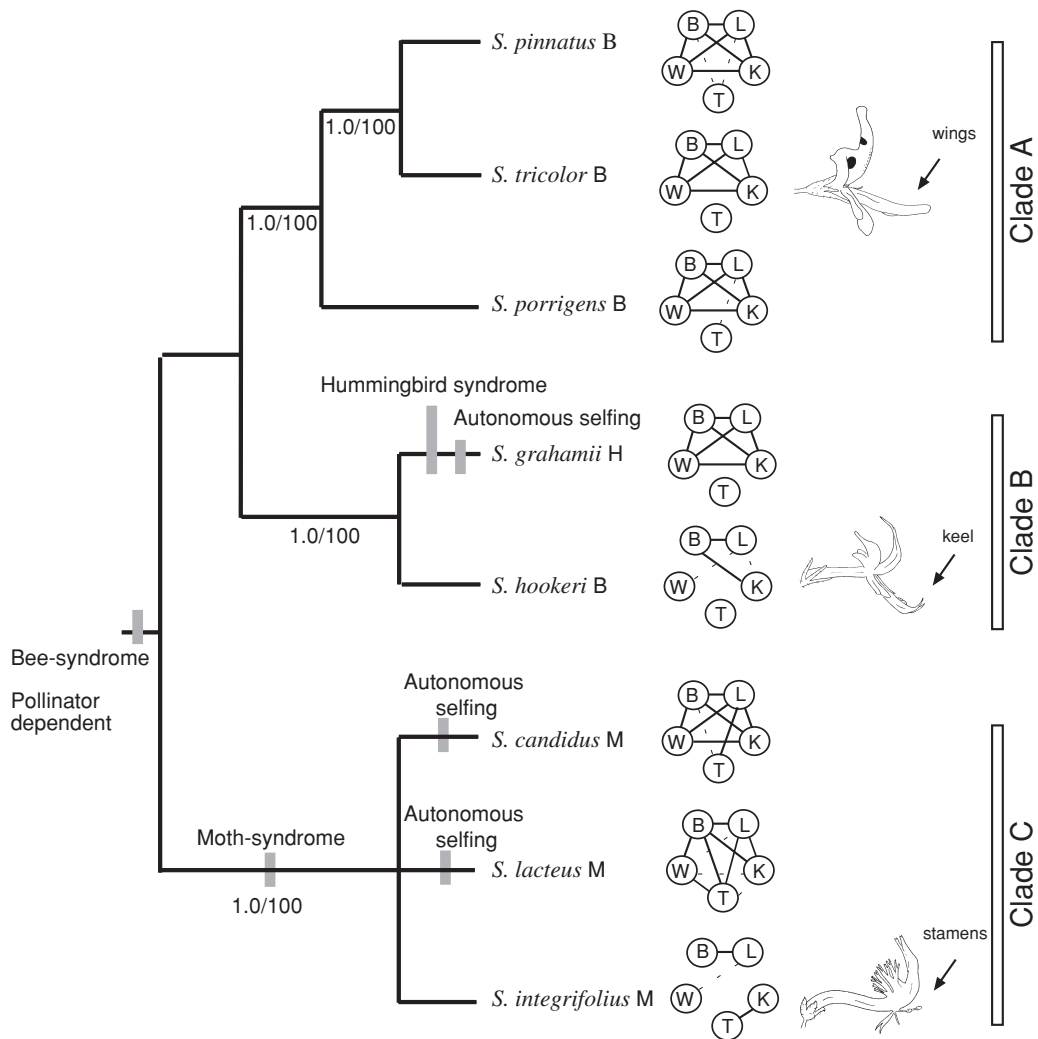 S. pinnatus B
B L
W K
T
1.0/100
wings
S. tricolor B
B L
W K
T
1.0/100
Clade A
S. porrigens B
B L
W K
T
Hummingbird syndrome
Autonomous selfing
S. grahamii H
B L
W K
T
1.0/100
Clade B
keel
S. hookeri B
B L
W K
T
Bee-syndrome
Pollinator
dependent
Autonomous
selfing
S. candidus M
B L
W K
T
Autonomous
selfing
Moth-syndrome
S. lacteus M
B L
W K
T
1.0/100
Clade C
stamens
S. integrifolius M
B L
W K
T